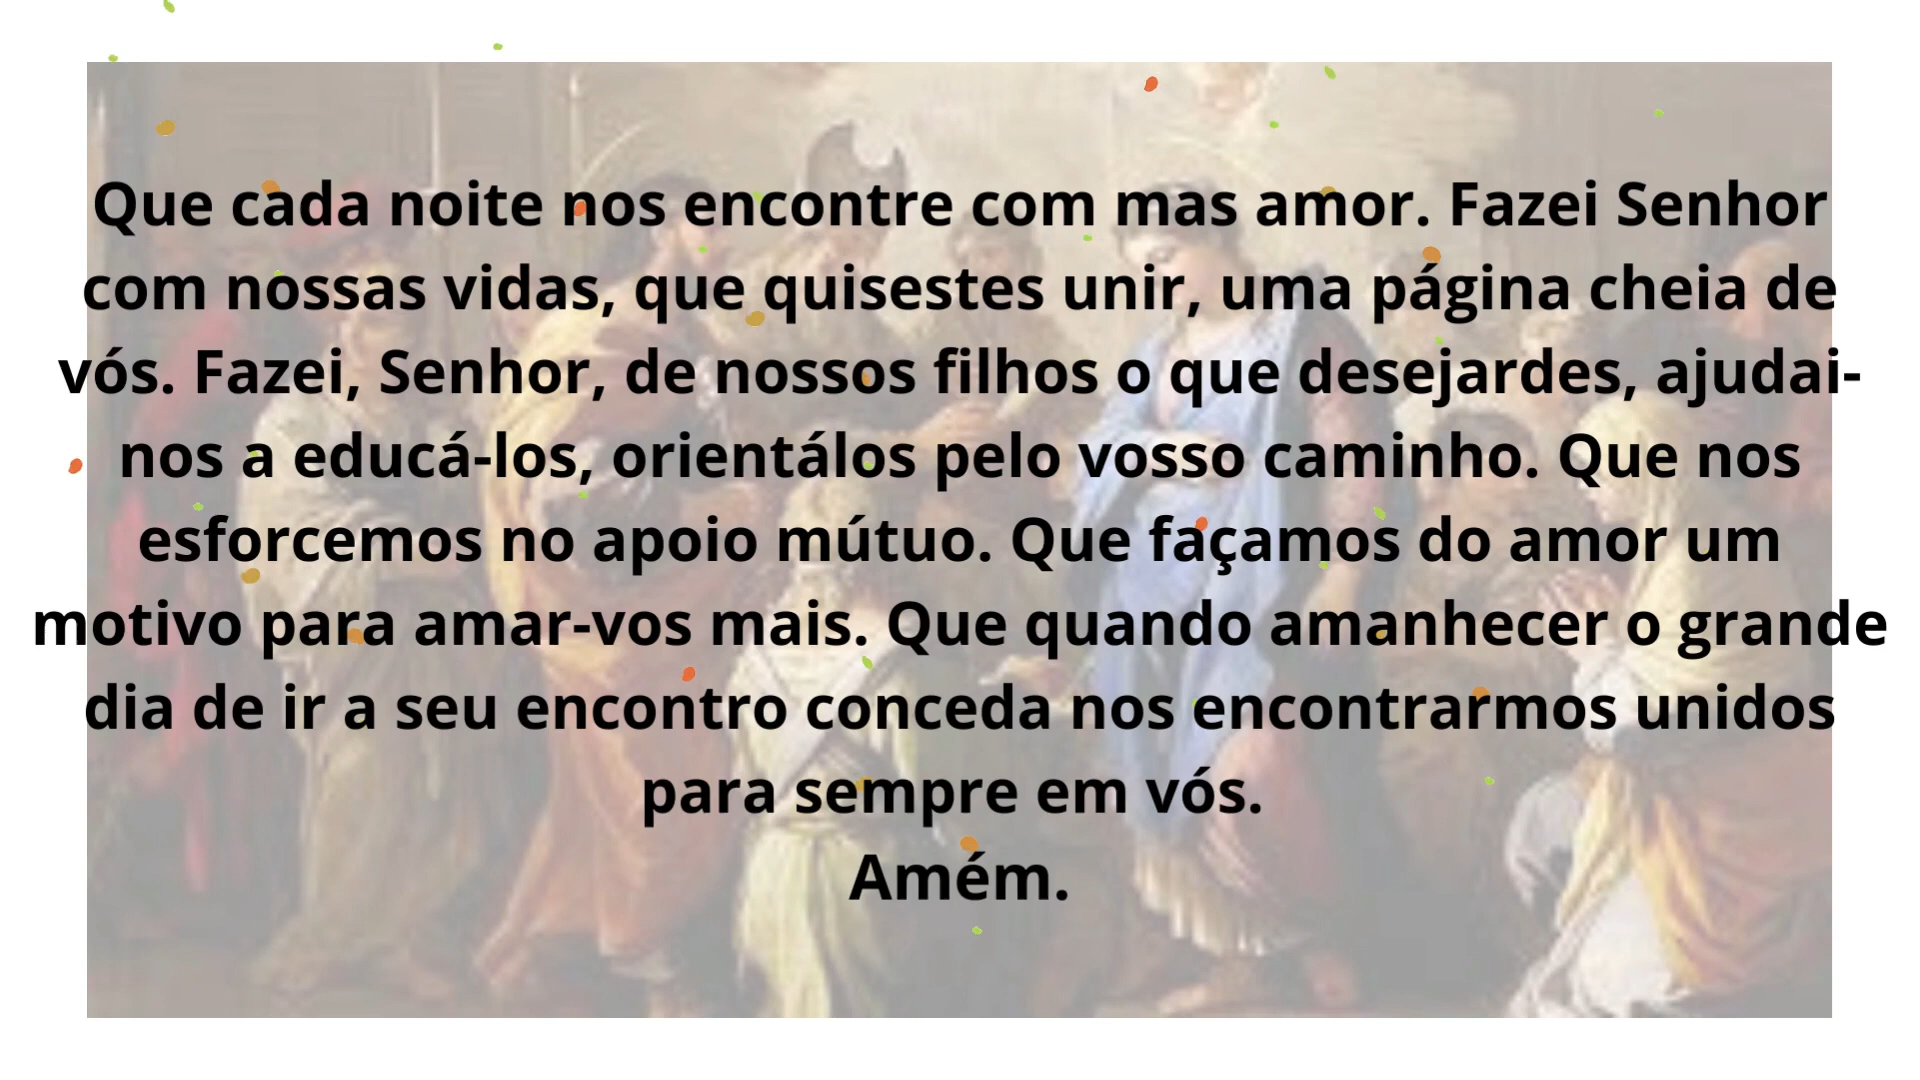 Que cada noite nos encontre com mas amor. Fazei Senhor
com nossas vidas, que quisestes unir, uma página cheia de
vós. Fazei, Senhor, de nossos filhos o que desejardes, ajudai-
nos a educá-los, orientálos pelo vosso caminho. Que nos
esforcemos no apoio mútuo. Que façamos do amor um
motivo para amar-vos mais. Que quando amanhecer o grande
dia de ir a seu encontro conceda nos encontrarmos unidos
para sempre em vós.
Amém.